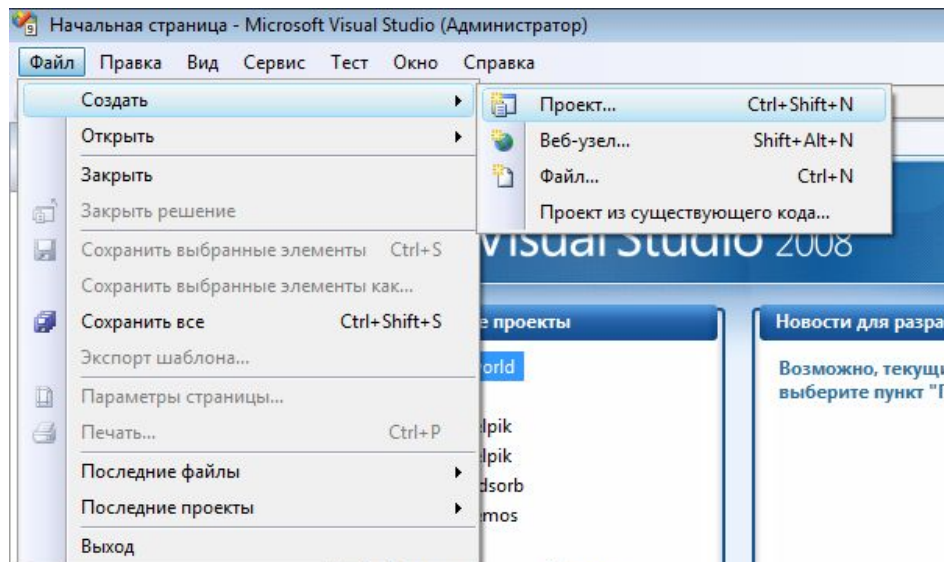 Начальная страница - Microsoft Visual Studio (Администратор)
Файл Правка Вид Сервис Тест Окно Справка
Создать
Открыть
Закрыть
Закрыть решение
Сохранить выбранные элементы Ctrl+S
Сохранить выбранные элементы как...
Сохранить все Ctrl+Shift+S
Экспорт шаблона...
Параметры страницы...
Печать... Ctrl+P
Последние файлы
Последние проекты
Выход
Проект... Ctrl+Shift+N
Веб-узел... Shift+Alt+N
Файл... Ctrl+N
Проект из существующего кода...
Visual Studio 2008
е проекты
orld
lpik
lpik
dsorb
emos
Новости для разра
Возможно, текущи
выберите пункт "П